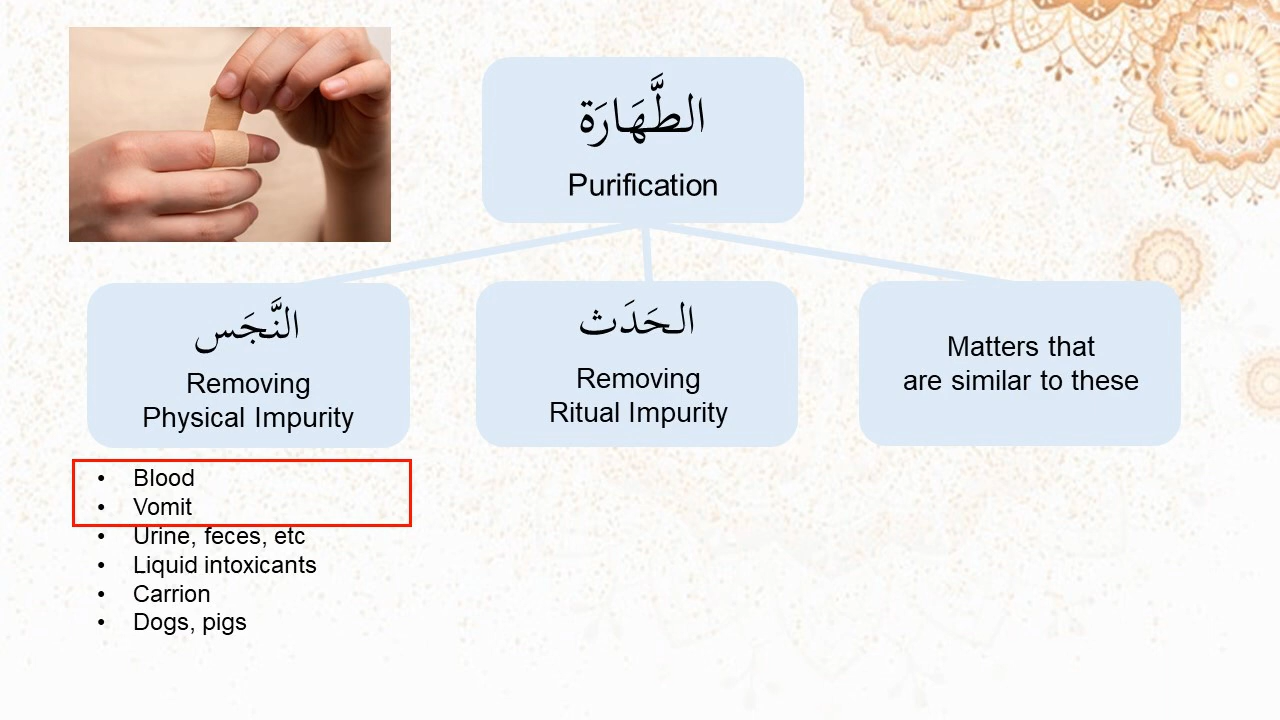 الطَّهَارَة
Purification
النَّجَس
Removing
Physical Impurity
• Blood
• Vomit
• Urine, feces, etc
• Liquid intoxicants
• Carrion
• Dogs, pigs
الحَدَث
Removing
Ritual Impurity
Matters that
are similar to these